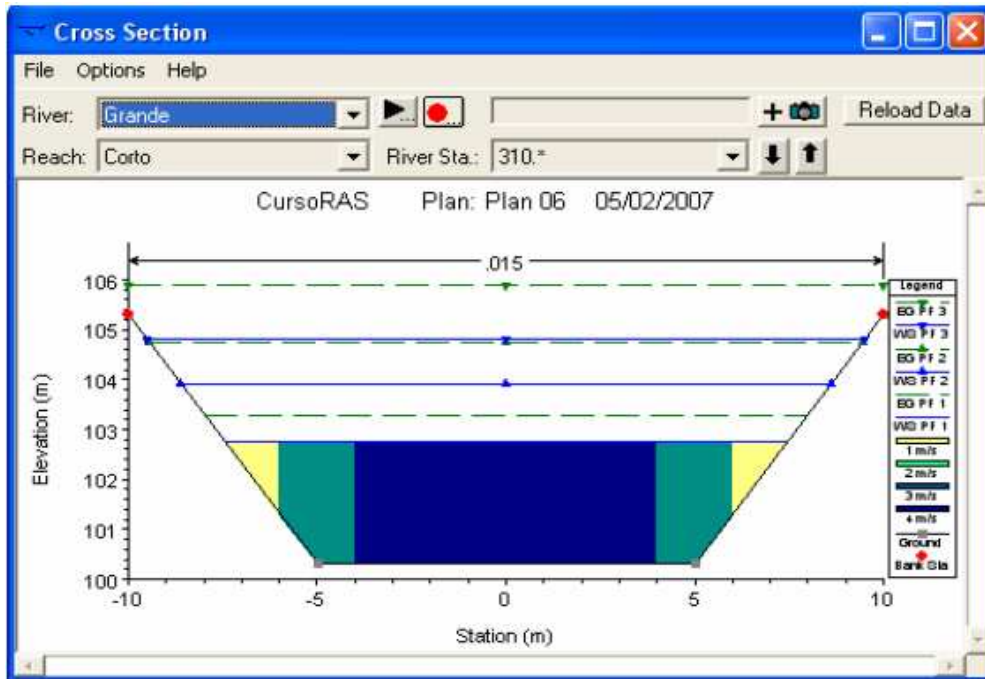 Cross Section
File Options Help
River: Grande
Reload Data
Reach: Corto River Sta.: 310.*
CursoRAS Plan: Plan 06 05/02/2007
.015
106
105
104
103
102
101
100
-10 -5 0 5 10
Elevation (m)
Station (m)
Legend
EG PF 3
WS PF 3
EG PF 2
WS PF 2
EG PF 1
WS PF 1
1 m/s
2 m/s
3 m/s
4 m/s
Ground
Bank Sta